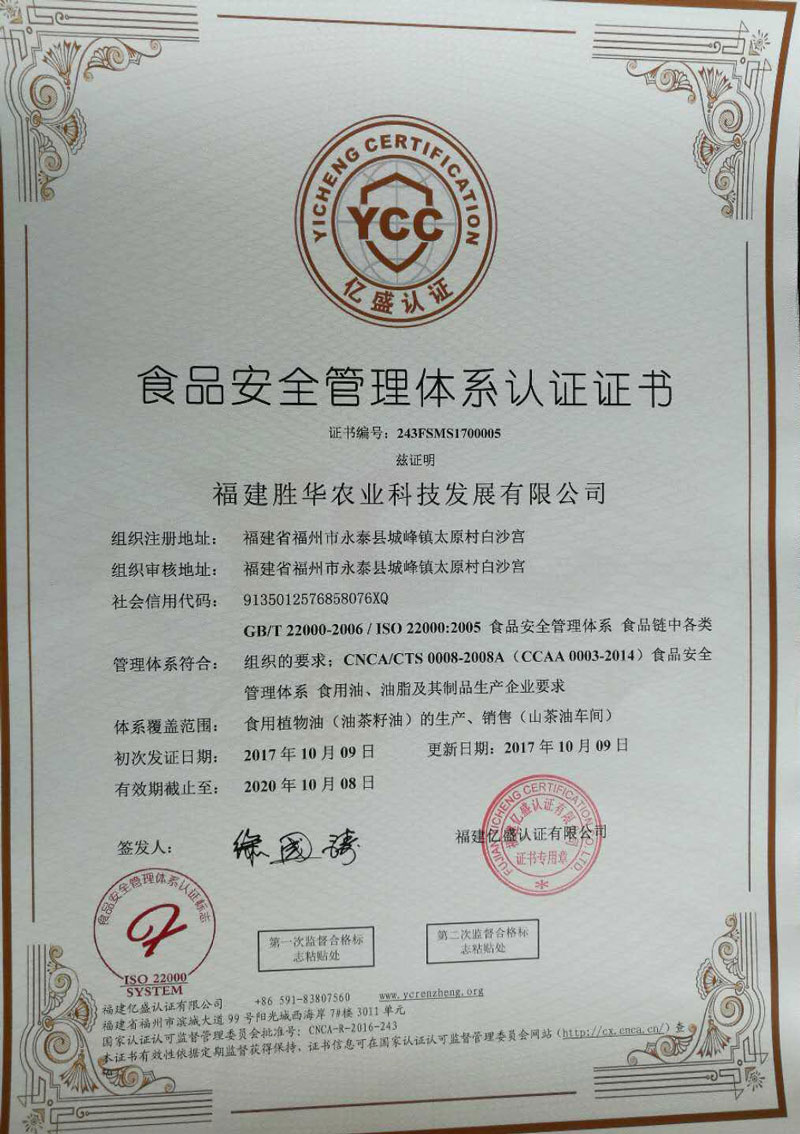 YICHENG CERTIFICATION
YCC
亿盛认证
食品安全管理体系认证证书
证书编号：243FSMS1700005
兹证明
福建胜华农业科技发展有限公司
组织注册地址： 福建省福州市永泰县城峰镇太原村白沙宫
组织审核地址： 福建省福州市永泰县城峰镇太原村白沙宫
社会信用代码： 9135012576858076XQ
GB/T 22000-2006 / ISO 22000:2005 食品安全管理体系 食品链中各类
管理体系符合： 组织的要求；CNCA/CTS 0008-2008A（CCAA 0003-2014）食品安全
管理体系 食用油、油脂及其制品生产企业要求
体系覆盖范围： 食用植物油（油茶籽油）的生产、销售（山茶油车间）
初次发证日期： 2017 年 10 月 09 日 更新日期：2017 年 10 月 09 日
有效期截止至： 2020 年 10 月 08 日
签发人： 徐国涛
福建亿盛认证有限公司
FUJIAN YICHENG CERTIFICATION CO.,LTD.
福建亿盛认证有限公司
证书专用章
食品安全管理体系认证标志
ISO 22000
SYSTEM
第一次监督合格标
志粘贴处
第二次监督合格标
志粘贴处
福建亿盛认证有限公司 +86 591-83807560 www.ycrenzheng.org
福建省福州市滨城大道 99 号阳光城西海岸 7#楼 3011 单元
国家认证认可监督管理委员会批准号：CNCA-R-2016-243
本证书有效性依据定期监督获得保持，证书信息可在国家认证认可监督管理委员会网站（http://cx.cnca.cn/）查